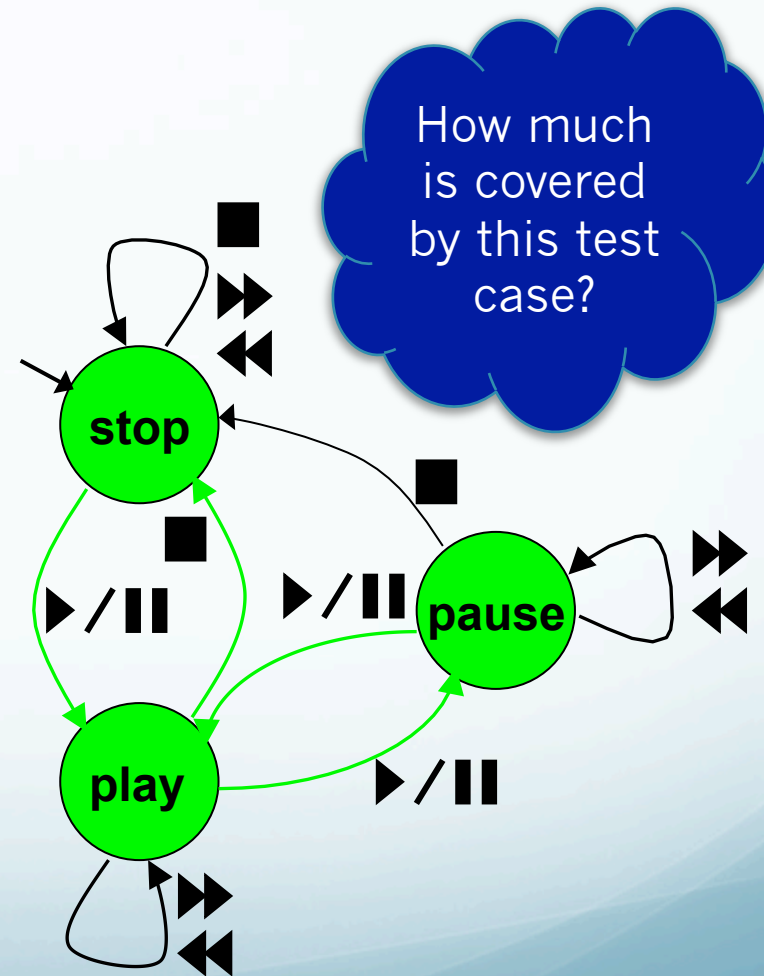 How much
is covered
by this test
case?
■
▶▶
◀◀
stop
■
■
▶/❚❚
▶/❚❚
pause
▶▶
◀◀
play
▶/❚❚
▶▶
◀◀